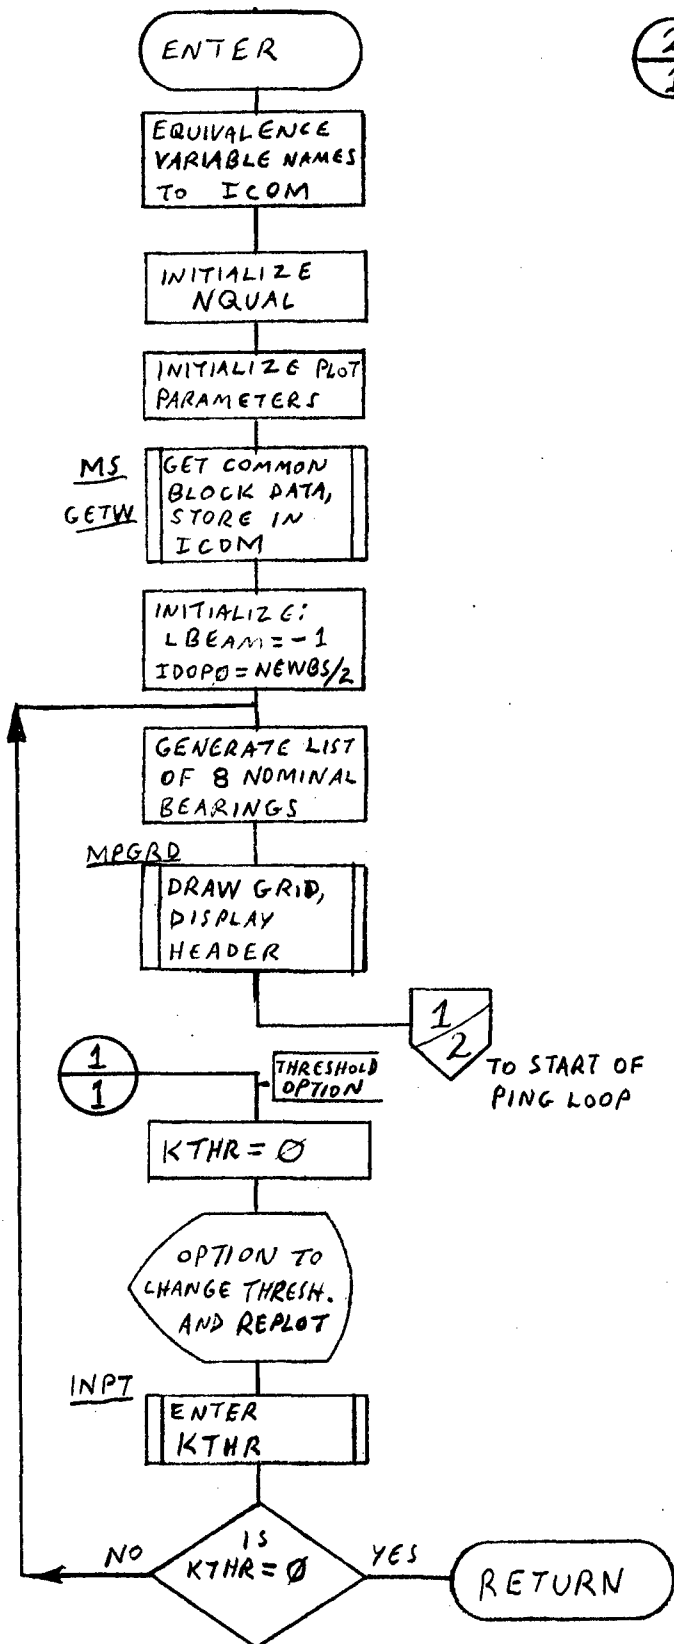 ENTER
2
1
EQUIVALENCE
VARIABLE NAMES
TO ICOM
INITIALIZE
NQUAL
INITIALIZE PLOT
PARAMETERS
MS
GETW
GET COMMON
BLOCK DATA,
STORE IN
ICOM
INITIALIZE:
LBEAM=-1
IDOPØ=NEWBS/2
GENERATE LIST
OF 8 NOMINAL
BEARINGS
MPGRD
DRAW GRID,
DISPLAY
HEADER
1
2
TO START OF
PING LOOP
1
1
THRESHOLD
OPTION
KTHR=Ø
OPTION TO
CHANGE THRESH.
AND REPLOT
INPT
ENTER
KTHR
IS
KTHR=Ø
NO
YES
RETURN